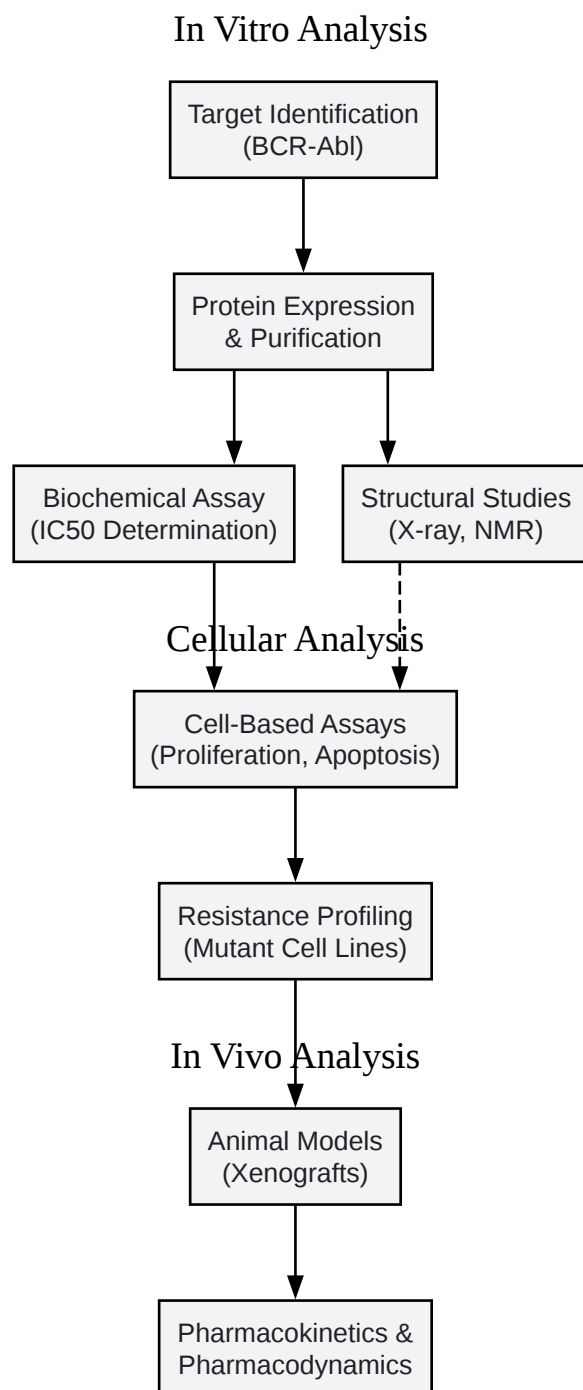 In Vitro Analysis
Target Identification
(BCR-Abl)
Protein Expression
& Purification
Biochemical Assay
(IC50 Determination)
Structural Studies
(X-ray, NMR)
Cellular Analysis
Cell-Based Assays
(Proliferation, Apoptosis)
Resistance Profiling
(Mutant Cell Lines)
In Vivo Analysis
Animal Models
(Xenografts)
Pharmacokinetics &
Pharmacodynamics